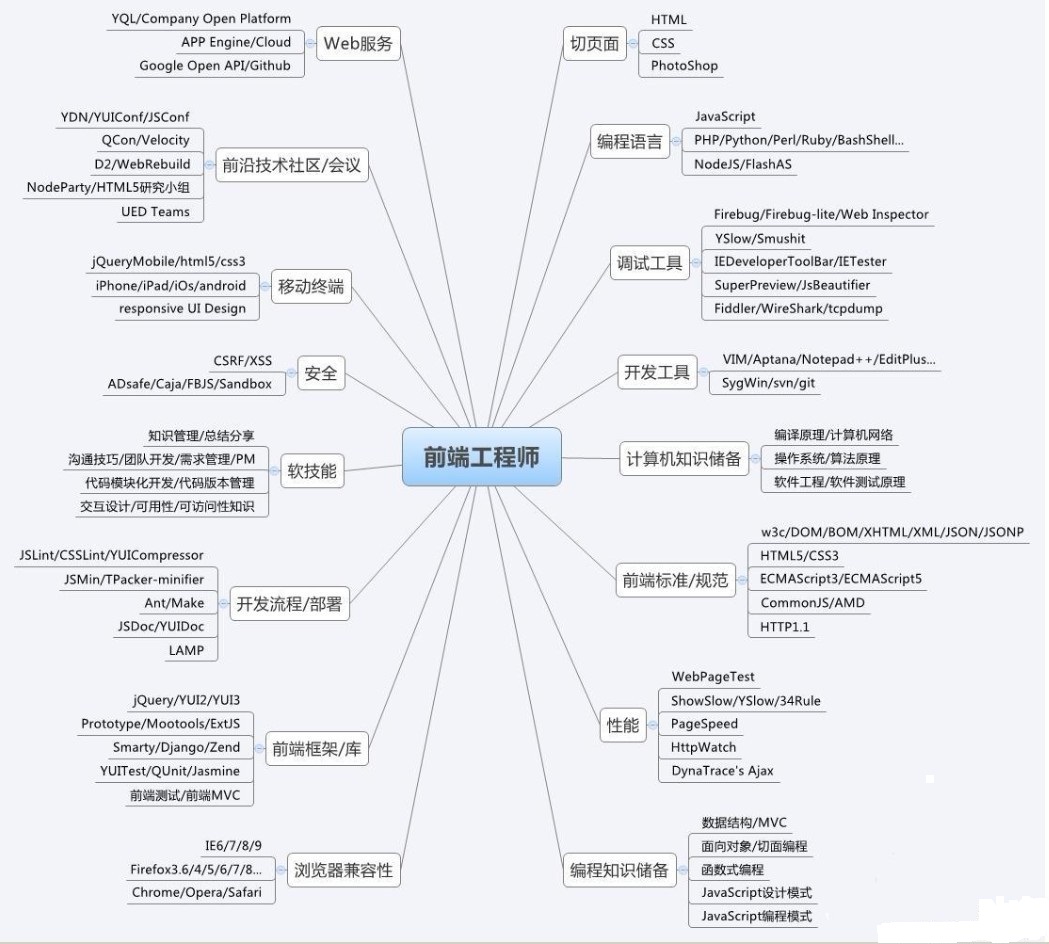 前端工程师
Web服务
YQL/Company Open Platform
APP Engine/Cloud
Google Open API/Github
前沿技术社区/会议
YDN/YUIConf/JSConf
QCon/Velocity
D2/WebRebuild
NodeParty/HTML5研究小组
UED Teams
移动终端
jQueryMobile/html5/css3
iPhone/iPad/iOs/android
responsive UI Design
安全
CSRF/XSS
ADsafe/Caja/FBJS/Sandbox
软技能
知识管理/总结分享
沟通技巧/团队开发/需求管理/PM
代码模块化开发/代码版本管理
交互设计/可用性/可访问性知识
开发流程/部署
JSLint/CSSLint/YUICompressor
JSMin/TPacker-minifier
Ant/Make
JSDoc/YUIDoc
LAMP
前端框架/库
jQuery/YUI2/YUI3
Prototype/Mootools/ExtJS
Smarty/Django/Zend
YUITest/QUnit/Jasmine
前端测试/前端MVC
浏览器兼容性
IE6/7/8/9
Firefox3.6/4/5/6/7/8...
Chrome/Opera/Safari
切页面
HTML
CSS
PhotoShop
编程语言
JavaScript
PHP/Python/Perl/Ruby/BashShell...
NodeJS/FlashAS
调试工具
Firebug/Firebug-lite/Web Inspector
YSlow/Smushit
IEDeveloperToolBar/IETester
SuperPreview/JsBeautifier
Fiddler/WireShark/tcpdump
开发工具
VIM/Aptana/Notepad++/EditPlus...
SygWin/svn/git
计算机知识储备
编译原理/计算机网络
操作系统/算法原理
软件工程/软件测试原理
前端标准/规范
w3c/DOM/BOM/XHTML/XML/JSON/JSONP
HTML5/CSS3
ECMAScript3/ECMAScript5
CommonJS/AMD
HTTP1.1
性能
WebPageTest
ShowSlow/YSlow/34Rule
PageSpeed
HttpWatch
DynaTrace's Ajax
编程知识储备
数据结构/MVC
面向对象/切面编程
函数式编程
JavaScript设计模式
JavaScript编程模式